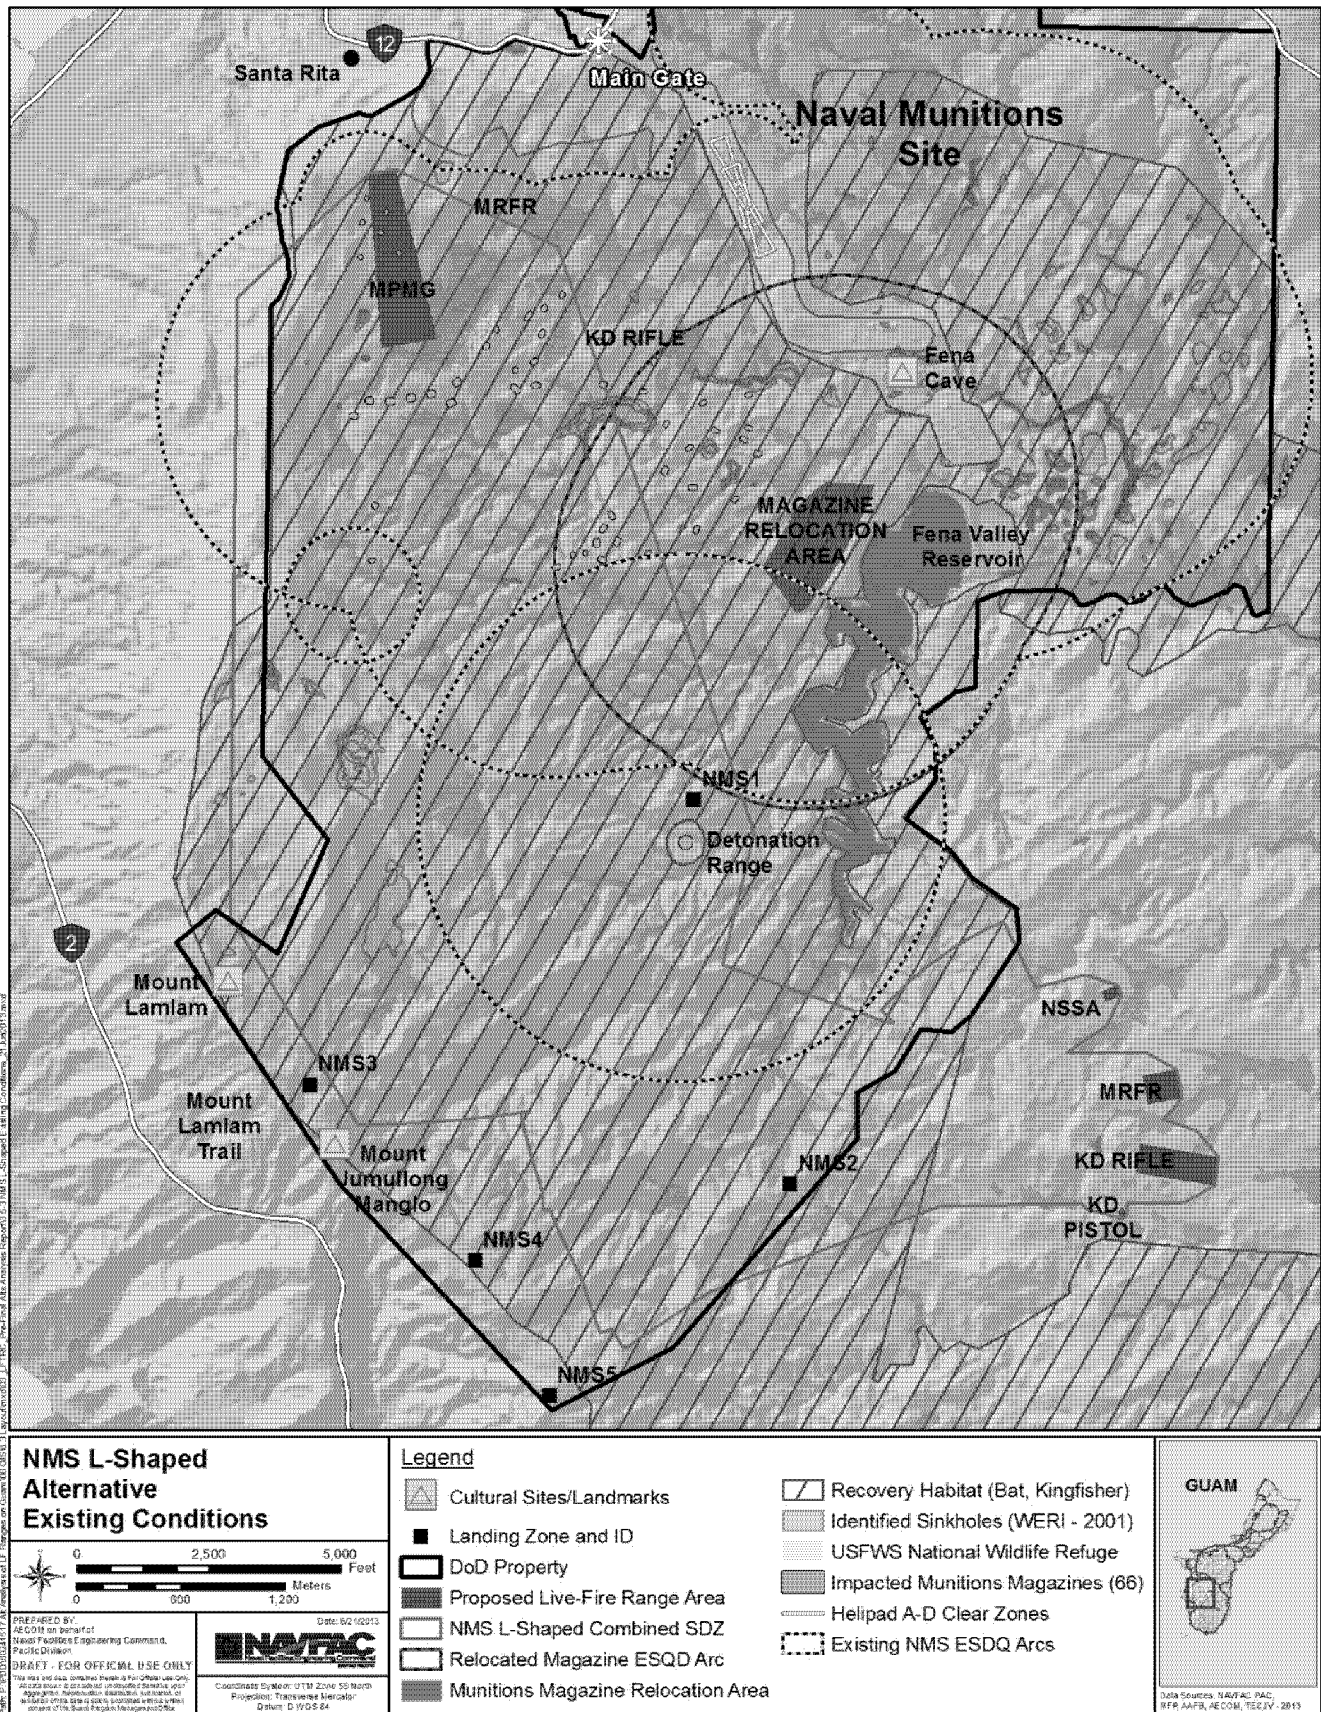 12
Santa Rita
Main Gate
Naval Munitions
Site
MRFR
MPMG
KD RIFLE
Fena
Cave
MAGAZINE
RELOCATION
AREA
Fena Valley
Reservoir
NMS1
Detonation
Range
2
Mount
Lamlam
NSSA
NMS3
MRFR
Mount
Lamlam
Trail
Mount
Jumullong
Manglo
KD RIFLE
NMS2
KD
PISTOL
NMS4
NMS5
NMS L-Shaped
Alternative
Existing Conditions
0 2,500 5,000
Feet
Meters
0 600 1,200
PREPARED BY:
AECOM on behalf of
Naval Facilities Engineering Command,
Pacific Division
DRAFT - FOR OFFICIAL USE ONLY
Date: 6/21/2013
NAVFAC
Coordinate System: UTM Zone 55 North
Projection: Transverse Mercator
Datum: D WGS 84
Legend
Cultural Sites/Landmarks
Landing Zone and ID
DoD Property
Proposed Live-Fire Range Area
NMS L-Shaped Combined SDZ
Relocated Magazine ESQD Arc
Munitions Magazine Relocation Area
Recovery Habitat (Bat, Kingfisher)
Identified Sinkholes (WERI - 2001)
USFWS National Wildlife Refuge
Impacted Munitions Magazines (66)
Helipad A-D Clear Zones
Existing NMS ESDQ Arcs
GUAM
Data Sources: NAVFAC PAC,
AAFB, AECOM, TEC JV - 2013